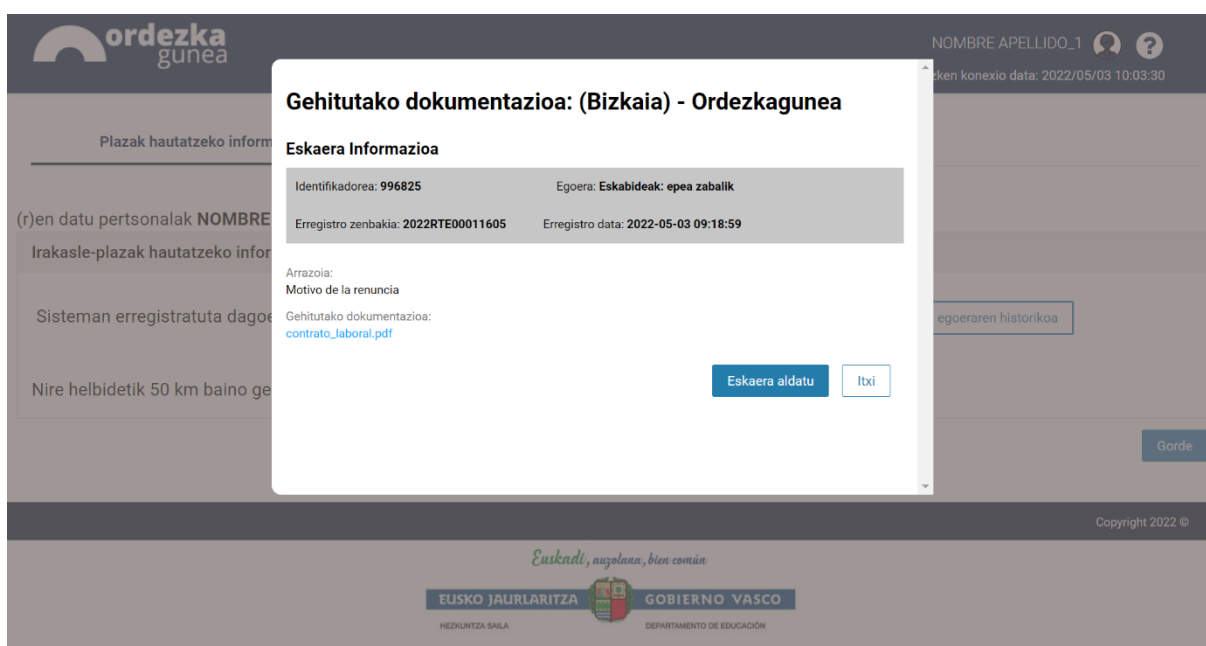 ordezka
gunea
NOMBRE APELLIDO_1 ?
zken konexio data: 2022/05/03 10:03:30
Gehitutako dokumentazioa: (Bizkaia) - Ordezkagunea
Plazak hautatzeko inform
Eskaera Informazioa
Identifikadorea: 996825 Egoera: Eskabideak: epea zabalik
(r)en datu pertsonalak NOMBRE
Erregistro zenbakia: 2022RTE00011605 Erregistro data: 2022-05-03 09:18:59
Irakasle-plazak hautatzeko infor
Arrazoia:
Motivo de la renuncia
Sisteman erregistratuta dagoe
Gehitutako dokumentazioa:
egoeraren historikoa
contrato_laboral.pdf
Eskaera aldatu Itxi
Nire helbidetik 50 km baino ge
Gorde
Copyright 2022 ©
Euskadi, auzolana, bien común
EUSKO JAURLARITZA GOBIERNO VASCO
HEZKUNTZA SAILA DEPARTAMENTO DE EDUCACIÓN